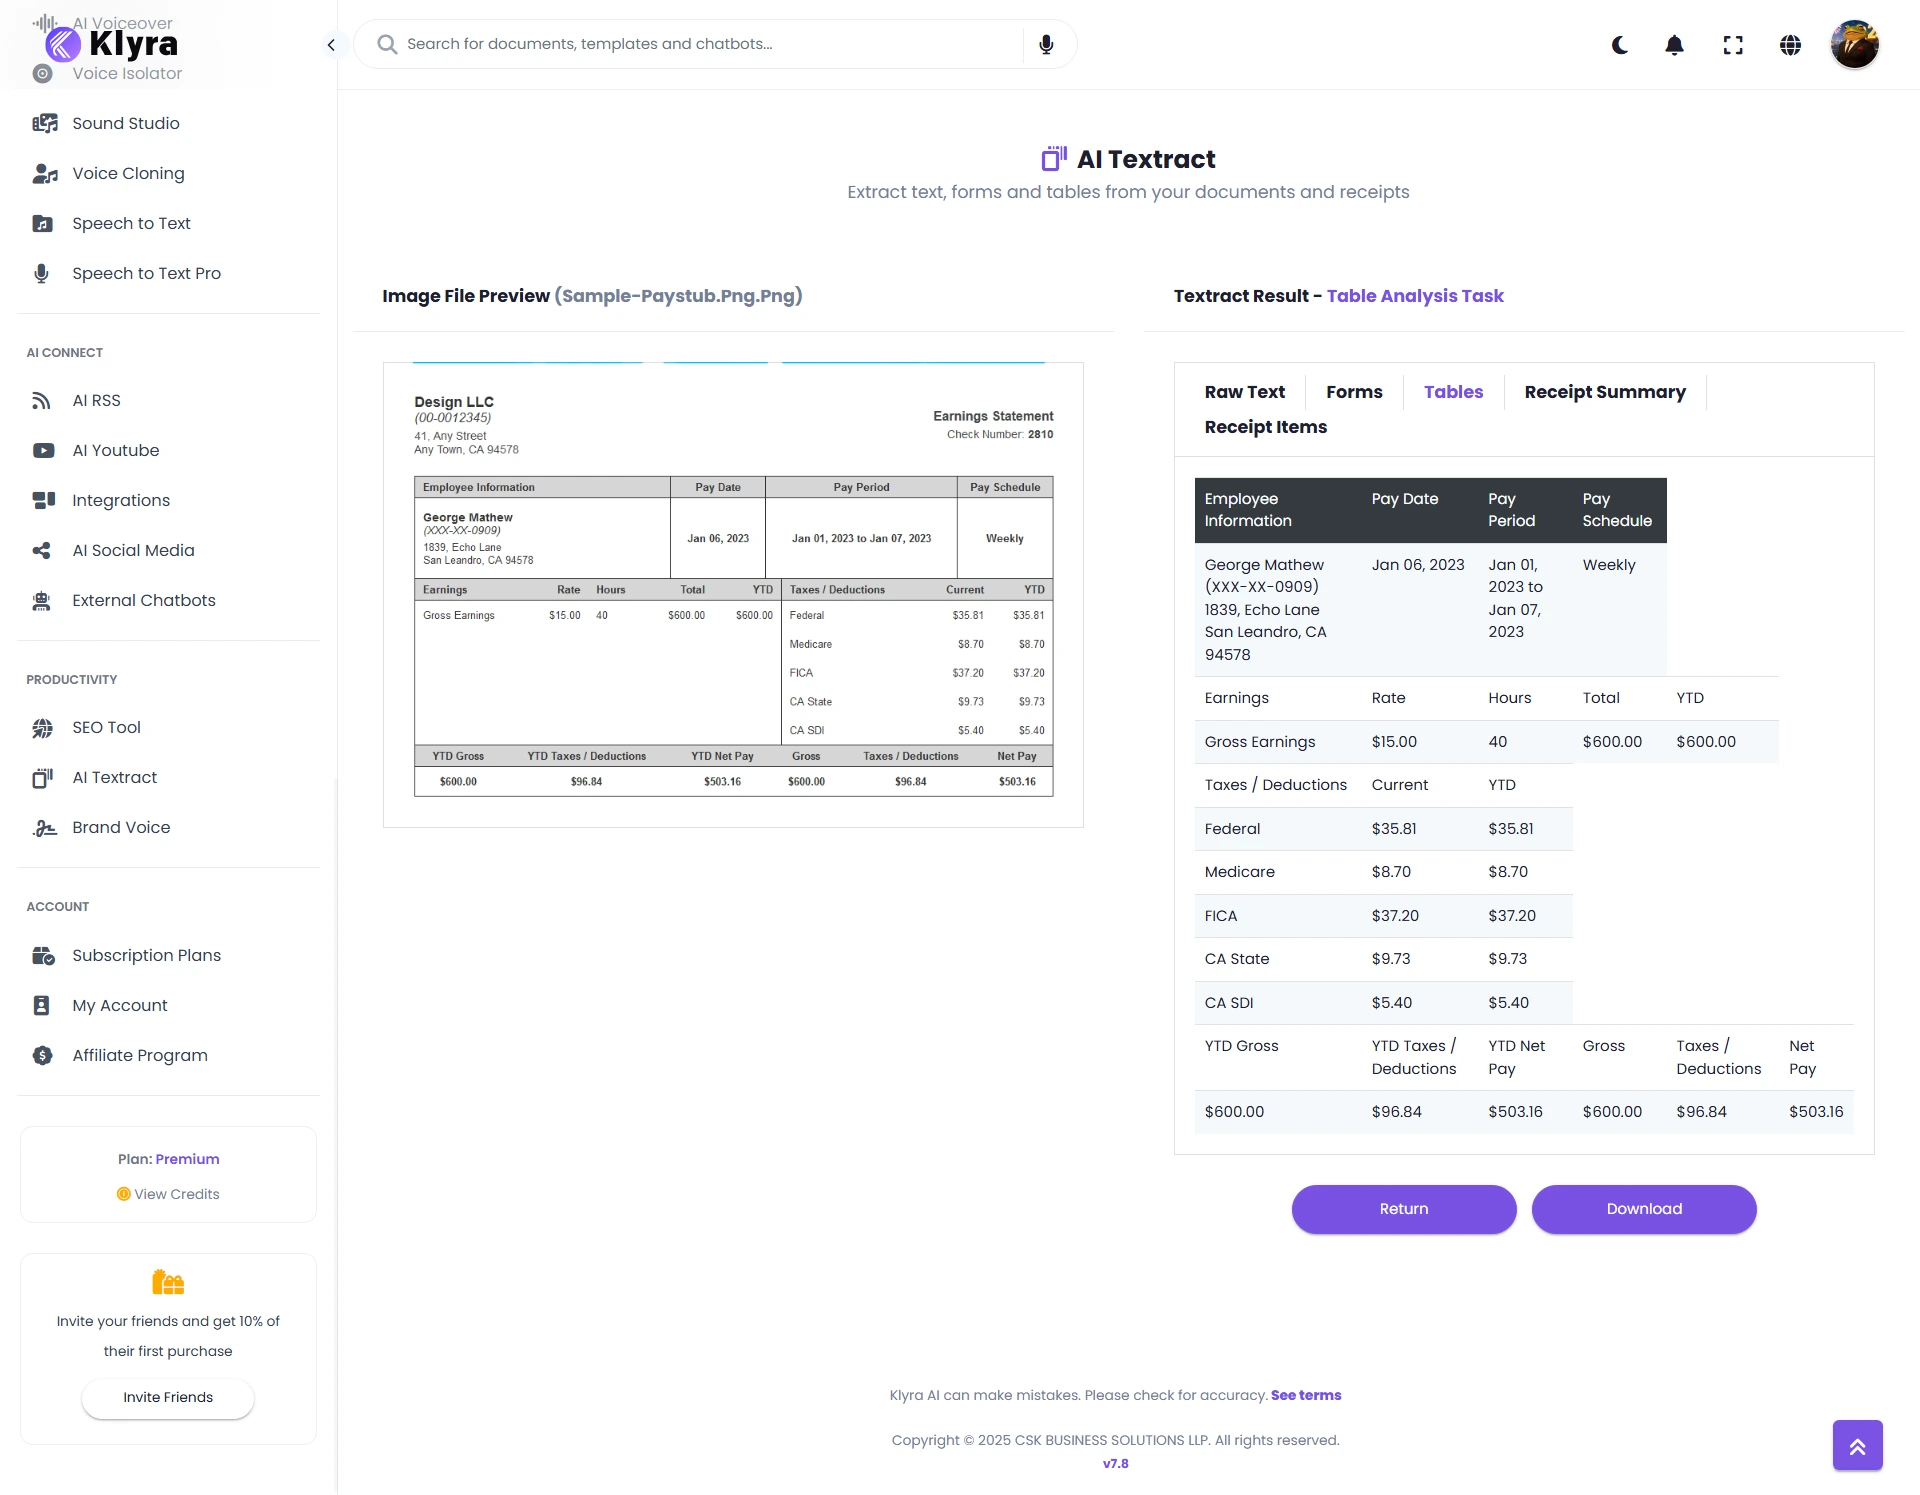 AI Voiceover
Klyra
Voice Isolator
Sound Studio
Voice Cloning
Speech to Text
Speech to Text Pro
AI CONNECT
AI RSS
AI Youtube
Integrations
AI Social Media
External Chatbots
PRODUCTIVITY
SEO Tool
AI Textract
Brand Voice
ACCOUNT
Subscription Plans
My Account
Affiliate Program
Plan: Premium
View Credits
Invite your friends and get 10% of
their first purchase
Invite Friends
Search for documents, templates and chatbots...
AI Textract
Extract text, forms and tables from your documents and receipts
Image File Preview (Sample-Paystub.Png.Png)
Design LLC
(00-0012345)
41, Any Street
Any Town, CA 94578
Earnings Statement
Check Number: 2810
Employee Information Pay Date Pay Period Pay Schedule
George Mathew
(XXX-XX-0909)
1839, Echo Lane
San Leandro, CA 94578
Jan 06, 2023 Jan 01, 2023 to Jan 07, 2023 Weekly
Earnings Rate Hours Total YTD Taxes / Deductions Current YTD
Gross Earnings $15.00 40 $600.00 $600.00 Federal $35.81 $35.81
Medicare $8.70 $8.70
FICA $37.20 $37.20
CA State $9.73 $9.73
CA SDI $5.40 $5.40
YTD Gross YTD Taxes / Deductions YTD Net Pay Gross Taxes / Deductions Net Pay
$600.00 $96.84 $503.16 $600.00 $96.84 $503.16
Textract Result - Table Analysis Task
Raw Text Forms Tables Receipt Summary
Receipt Items
Employee Pay Date Pay Pay
Information Period Schedule
George Mathew Jan 06, 2023 Jan 01, Weekly
(XXX-XX-0909) 2023 to
1839, Echo Lane Jan 07,
San Leandro, CA 2023
94578
Earnings Rate Hours Total YTD
Gross Earnings $15.00 40 $600.00 $600.00
Taxes / Deductions Current YTD
Federal $35.81 $35.81
Medicare $8.70 $8.70
FICA $37.20 $37.20
CA State $9.73 $9.73
CA SDI $5.40 $5.40
YTD Gross YTD Taxes / YTD Net Gross Taxes / Net
Deductions Pay Deductions Pay
$600.00 $96.84 $503.16 $600.00 $96.84 $503.16
Return
Download
Klyra AI can make mistakes. Please check for accuracy. See terms
Copyright © 2025 CSK BUSINESS SOLUTIONS LLP. All rights reserved.
v7.8